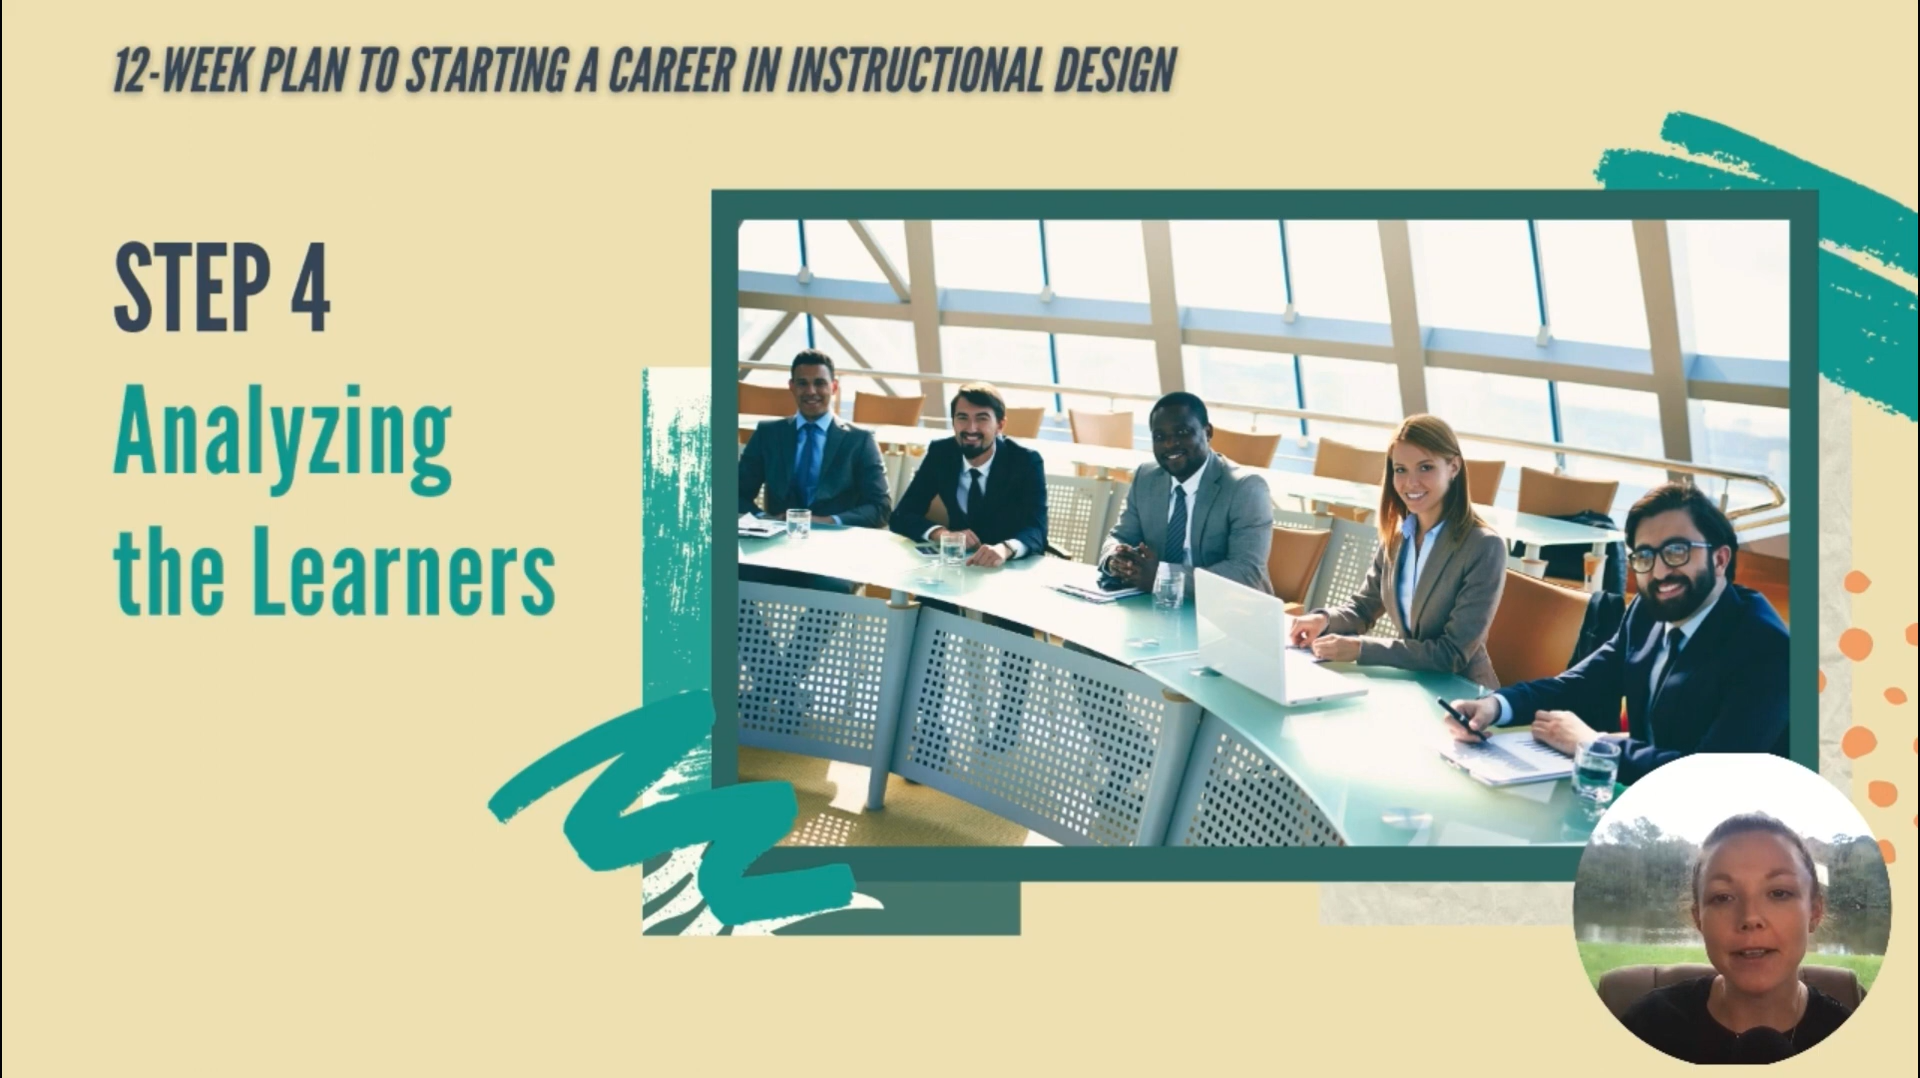 12-WEEK PLAN TO STARTING A CAREER IN INSTRUCTIONAL DESIGN
STEP 4
Analyzing
the Learners